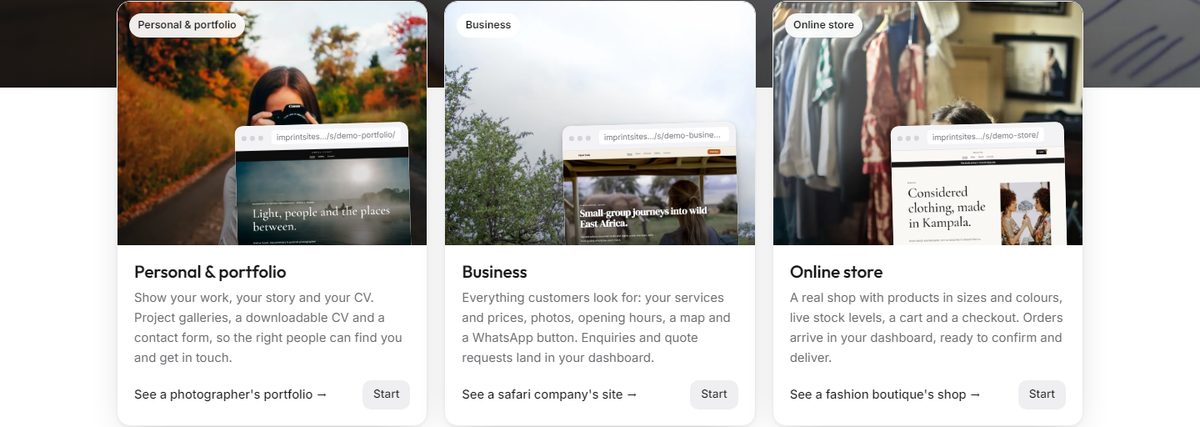 Personal & portfolio
Business
Online store
Canon
imprintsites.../s/demo-portfolio/
imprintsites.../s/demo-busine...
imprintsites.../s/demo-store/
Light, people and the places
between.
Small-group journeys into wild
East Africa.
Considered
clothing, made
in Kampala.
Personal & portfolio
Show your work, your story and your CV.
Project galleries, a downloadable CV and a
contact form, so the right people can find you
and get in touch.
See a photographer's portfolio →
Start
Business
Everything customers look for: your services
and prices, photos, opening hours, a map and
a WhatsApp button. Enquiries and quote
requests land in your dashboard.
See a safari company's site →
Start
Online store
A real shop with products in sizes and colours,
live stock levels, a cart and a checkout. Orders
arrive in your dashboard, ready to confirm and
deliver.
See a fashion boutique's shop →
Start